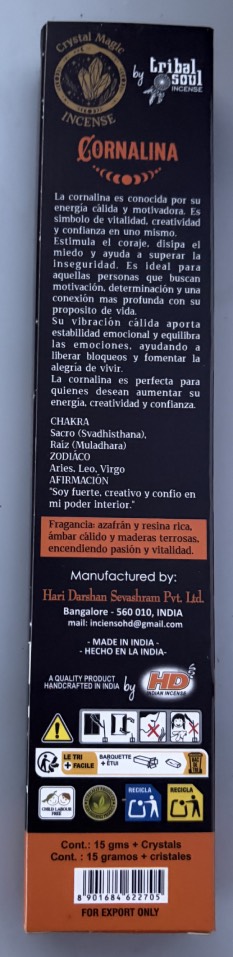 Crystal Magic
INCENSE
by
tribal
soul
INCENSE
CORNALINA
La cornalina es conocida por su
energía cálida y motivadora. Es
simbolo de vitalidad, creatividad
y confianza en uno mismo.
Estimula el coraje, disipa el
miedo y ayuda a superar la
inseguridad. Es ideal para
aquellas personas que buscan
motivación, determinación y una
conexión mas profunda con su
proposito de vida.
Su vibración cálida aporta
estabilidad emocional y equilibra
las emociones, ayudando a
liberar bloqueos y fomentar la
alegría de vivir.
La cornalina es perfecta para
quienes desean aumentar su
energía, creatividad y confianza.
CHAKRA
Sacro (Svadhisthana),
Raíz (Muladhara)
ZODIÁCO
Aries, Leo, Virgo
AFIRMACIÓN
"Soy fuerte, creativo y confio en
mi poder interior."
Fragancia: azafrán y resina rica,
ámbar cálido y maderas terrosas,
encendiendo pasión y vitalidad.
Manufactured by:
Hari Darshan Sevashram Pvt. Ltd.
Bangalore - 560 010, INDIA
mail: inciensohd@gmail.com
- MADE IN INDIA -
- HECHO EN LA INDIA-
A QUALITY PRODUCT
HANDCRAFTED IN INDIA by
HD
INDIAN INCENSE
LE TRI
+ FACILE
BARQUETTE
+ ÉTUI
CHILD LABOUR
FREE
RECICLA
RECICLA
Cont.: 15 gms + Crystals
Cont. : 15 gramos + cristales
8 901684 622705
FOR EXPORT ONLY